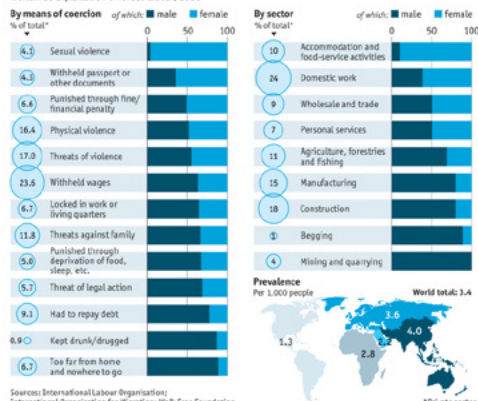 By means of coercion of which: male female
% of total*
0 50 100
4.1 Sexual violence
4.3 Withheld passport or
other documents
6.6 Punished through fine/
financial penalty
16.4 Physical violence
17.0 Threats of violence
23.6 Withheld wages
6.7 Locked in work or
living quarters
11.8 Threats against family
5.0 Punished through
deprivation of food,
sleep, etc.
5.7 Threat of legal action
9.1 Had to repay debt
0.9 Kept drunk/drugged
6.7 Too far from home
and nowhere to go
Sources: International Labour Organisation;
By sector of which: male female
% of total*
0 50 100
10 Accommodation and
food-service activities
24 Domestic work
9 Wholesale and trade
7 Personal services
11 Agriculture, forestries
and fishing
15 Manufacturing
18 Construction
1 Begging
4 Mining and quarrying
Prevalence
Per 1,000 people World total: 3.4
3.6
1.3
4.0
2.8